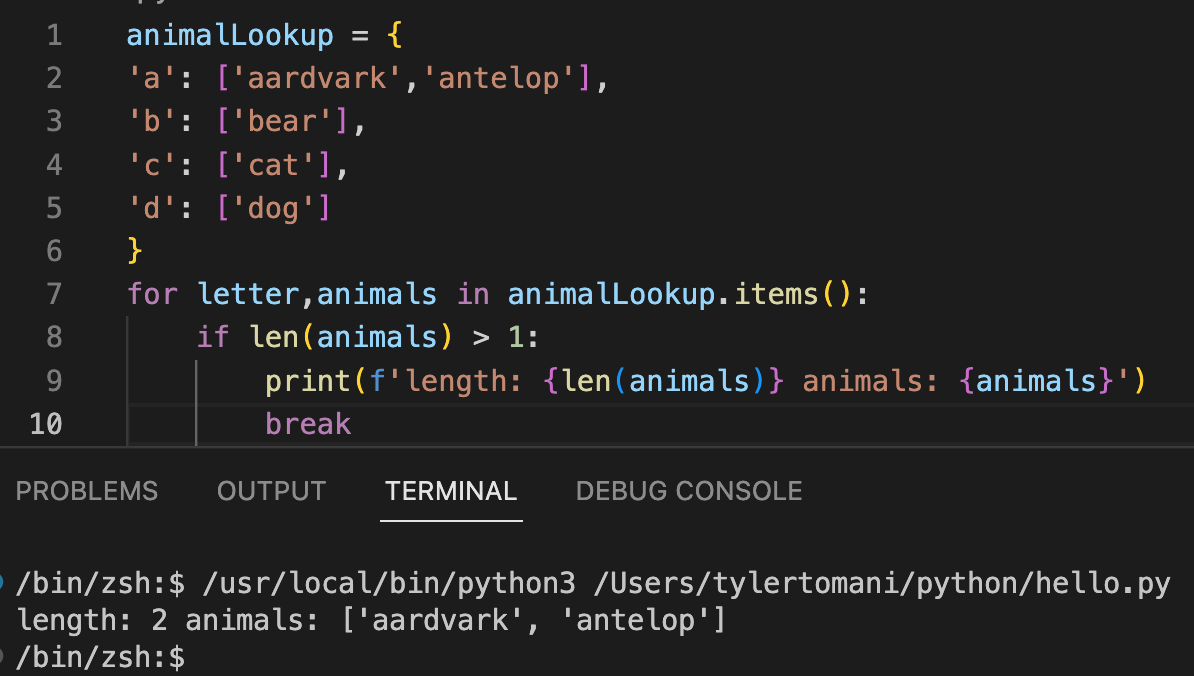 1 animalLookup = {
2 'a': ['aardvark','antelop'],
3 'b': ['bear'],
4 'c': ['cat'],
5 'd': ['dog']
6 }
7 for letter,animals in animalLookup.items():
8     if len(animals) > 1:
9         print(f'length: {len(animals)} animals: {animals}')
10         break
PROBLEMS OUTPUT TERMINAL DEBUG CONSOLE
/bin/zsh:$ /usr/local/bin/python3 /Users/tylertomani/python/hello.py
length: 2 animals: ['aardvark', 'antelop']
/bin/zsh:$